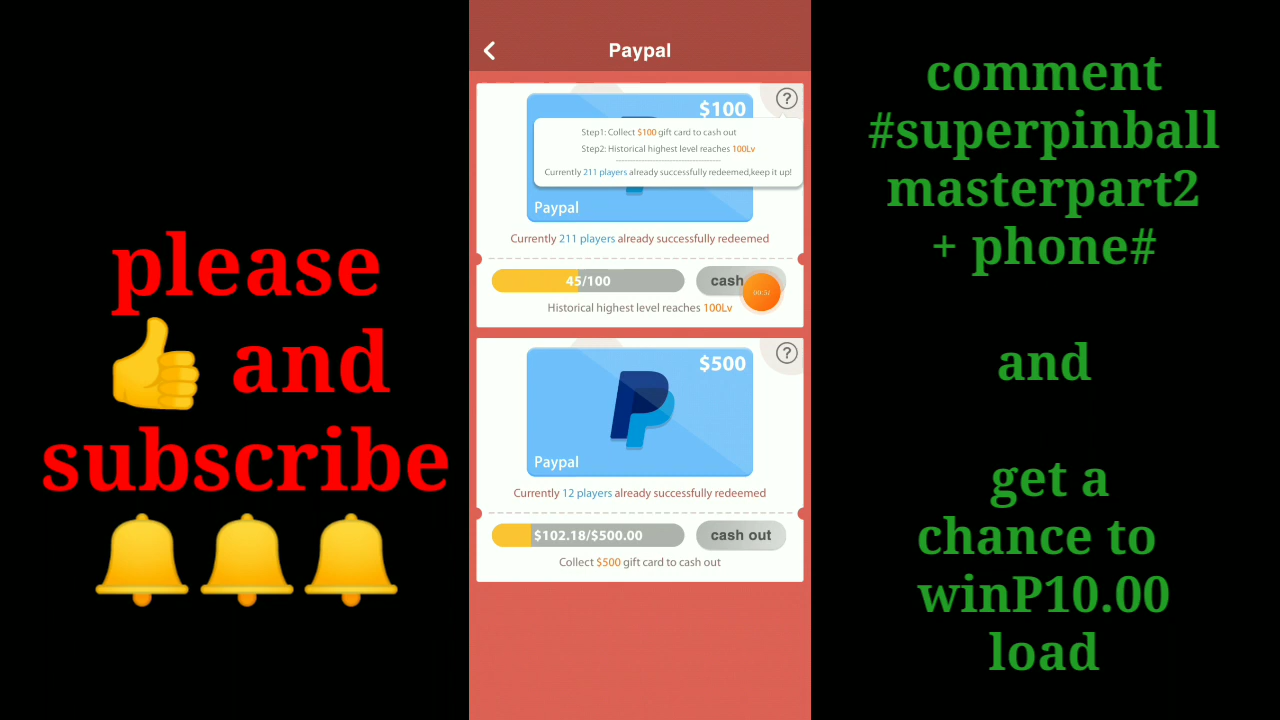 please
👍 and
subscribe
🔔🔔🔔
Paypal
$100
Step1: Collect $100 gift card to cash out
Step2: Historical highest level reaches 100Lv
Currently 211 players already successfully redeemed,keep it up!
Paypal
Currently 211 players already successfully redeemed
45/100
cash
Historical highest level reaches 100Lv
$500
Paypal
Currently 12 players already successfully redeemed
$102.18/$500.00
cash out
Collect $500 gift card to cash out
comment
#superpinball
masterpart2
+ phone#
and
get a
chance to
winP10.00
load